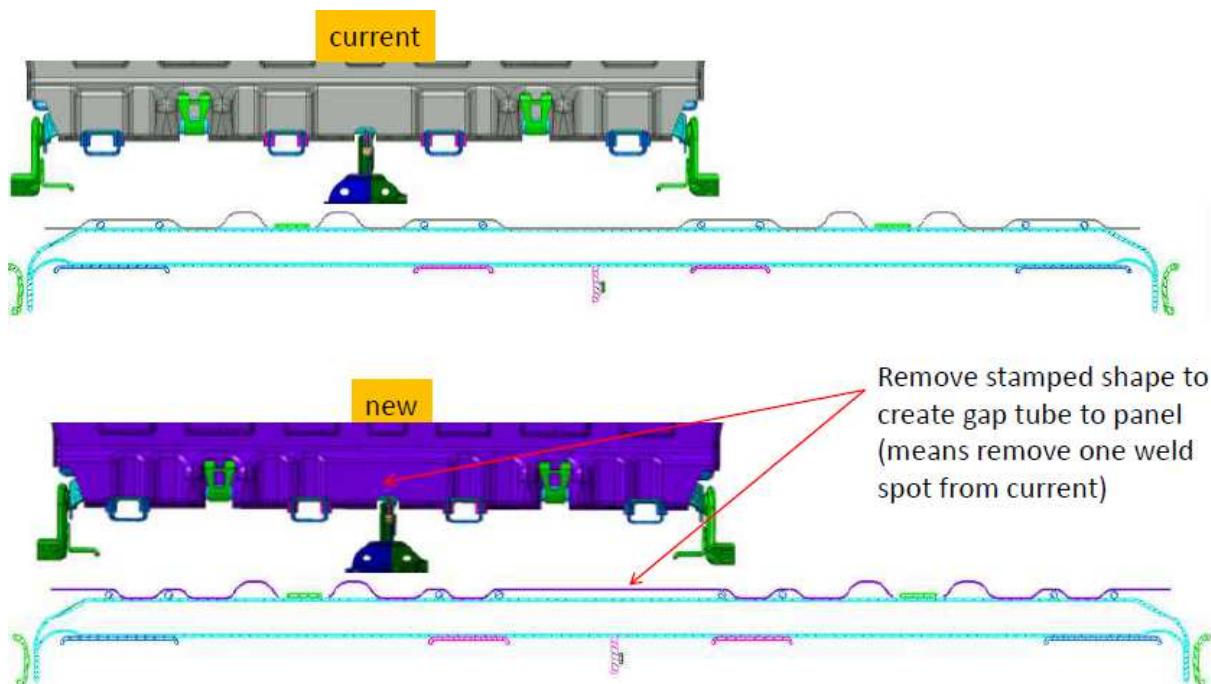 current
new
Remove stamped shape to
create gap tube to panel
(means remove one weld
spot from current)